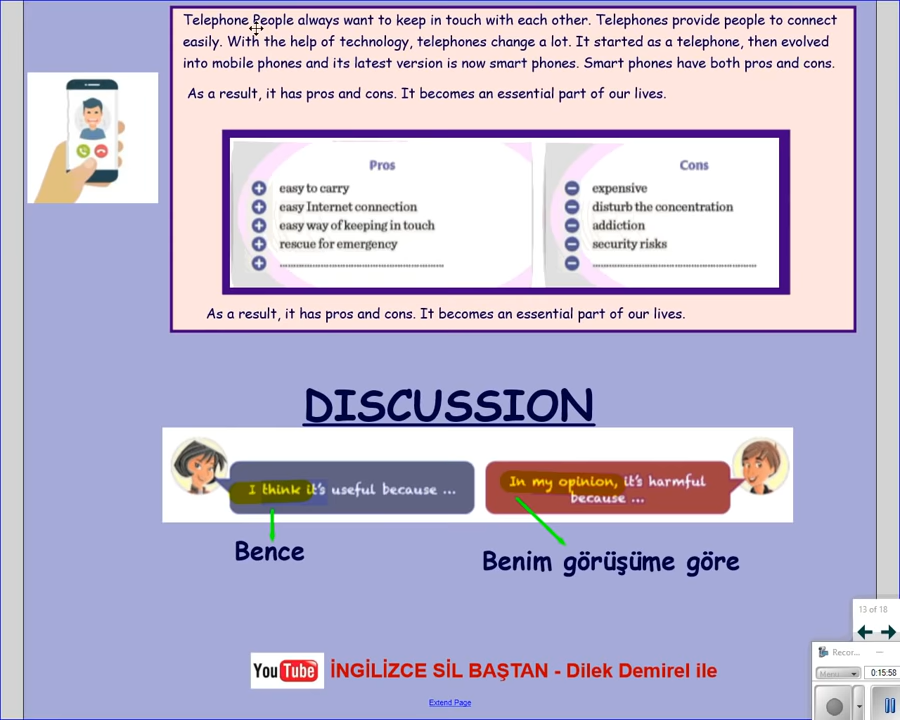 Telephone People always want to keep in touch with each other. Telephones provide people to connect
easily. With the help of technology, telephones change a lot. It started as a telephone, then evolved
into mobile phones and its latest version is now smart phones. Smart phones have both pros and cons.
As a result, it has pros and cons. It becomes an essential part of our lives.
Pros
easy to carry
easy Internet connection
easy way of keeping in touch
rescue for emergency
Cons
expensive
disturb the concentration
addiction
security risks
As a result, it has pros and cons. It becomes an essential part of our lives.
DISCUSSION
I think it's useful because ...
In my opinion, it's harmful
because ...
Bence
Benim görüşüme göre
13 of 18
Recor...
Menu
0:15:58
YouTube İNGİLİZCE SİL BAŞTAN - Dilek Demirel ile
Extend Page